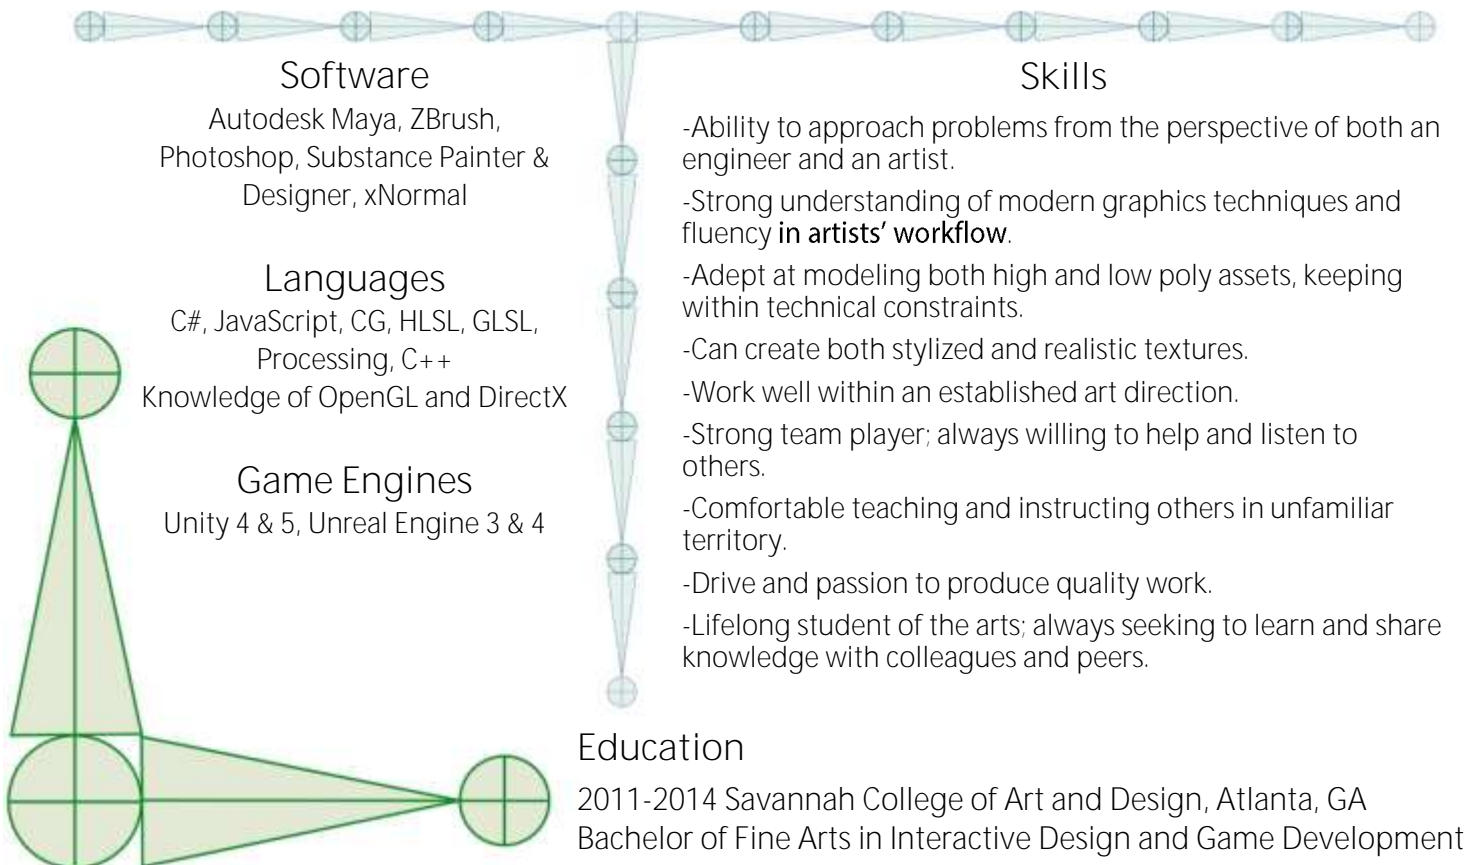 Software
Autodesk Maya, ZBrush,
Photoshop, Substance Painter &
Designer, xNormal
Languages
C#, JavaScript, CG, HLSL, GLSL,
Processing, C++
Knowledge of OpenGL and DirectX
Game Engines
Unity 4 & 5, Unreal Engine 3 & 4
Skills
-Ability to approach problems from the perspective of both an
engineer and an artist.
-Strong understanding of modern graphics techniques and
fluency in artists’ workflow.
-Adept at modeling both high and low poly assets, keeping
within technical constraints.
-Can create both stylized and realistic textures.
-Work well within an established art direction.
-Strong team player; always willing to help and listen to
others.
-Comfortable teaching and instructing others in unfamiliar
territory.
-Drive and passion to produce quality work.
-Lifelong student of the arts; always seeking to learn and share
knowledge with colleagues and peers.
Education
2011-2014 Savannah College of Art and Design, Atlanta, GA
Bachelor of Fine Arts in Interactive Design and Game Development